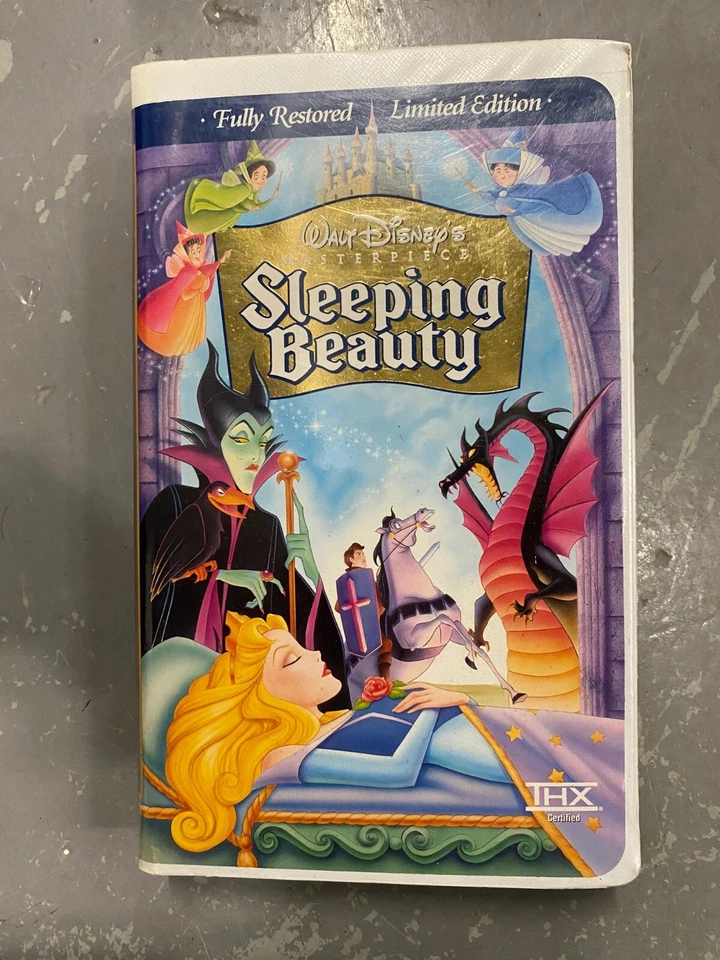 · Fully Restored Limited Edition ·
WALT DISNEY'S
MASTERPIECE
Sleeping
Beauty
THX®
Certified